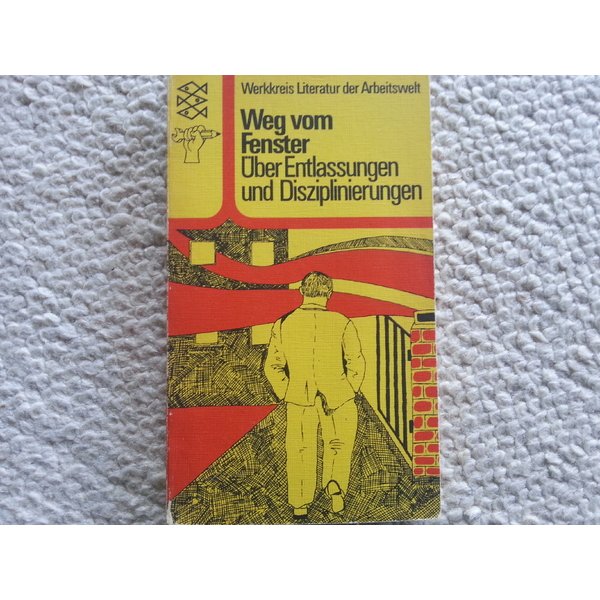 Werkkreis Literatur der Arbeitswelt
Weg vom
Fenster
Über Entlassungen
und Disziplinierungen